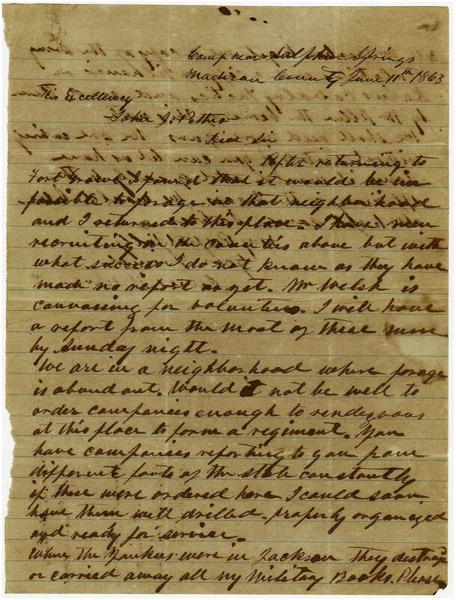 Camp near Sulphur Springs
Madison County June 11th 1863
His Excellency
John J. Pettus
Dear Sir
After returning to
I found that it would be im
possible to forage in that neighborhood
and I returned to this place. I have men
recruiting in the counties above but with
what success I do not know as they have
made no report as yet. Mr Welsh is
canvassing for volunteers. I will have
a report from the most of these men
by Sunday night.
We are in a neighborhood where forage
is abundant. Would it not be well to
order companies enough to rendezvous
at this place to form a regiment. You
have companies reporting to you from
different parts of the state constantly
if these were ordered here I could soon
have them well drilled properly organized
and ready for service.
When the Yankees were in Jackson they destroy
or carried away all my Military Books. Please